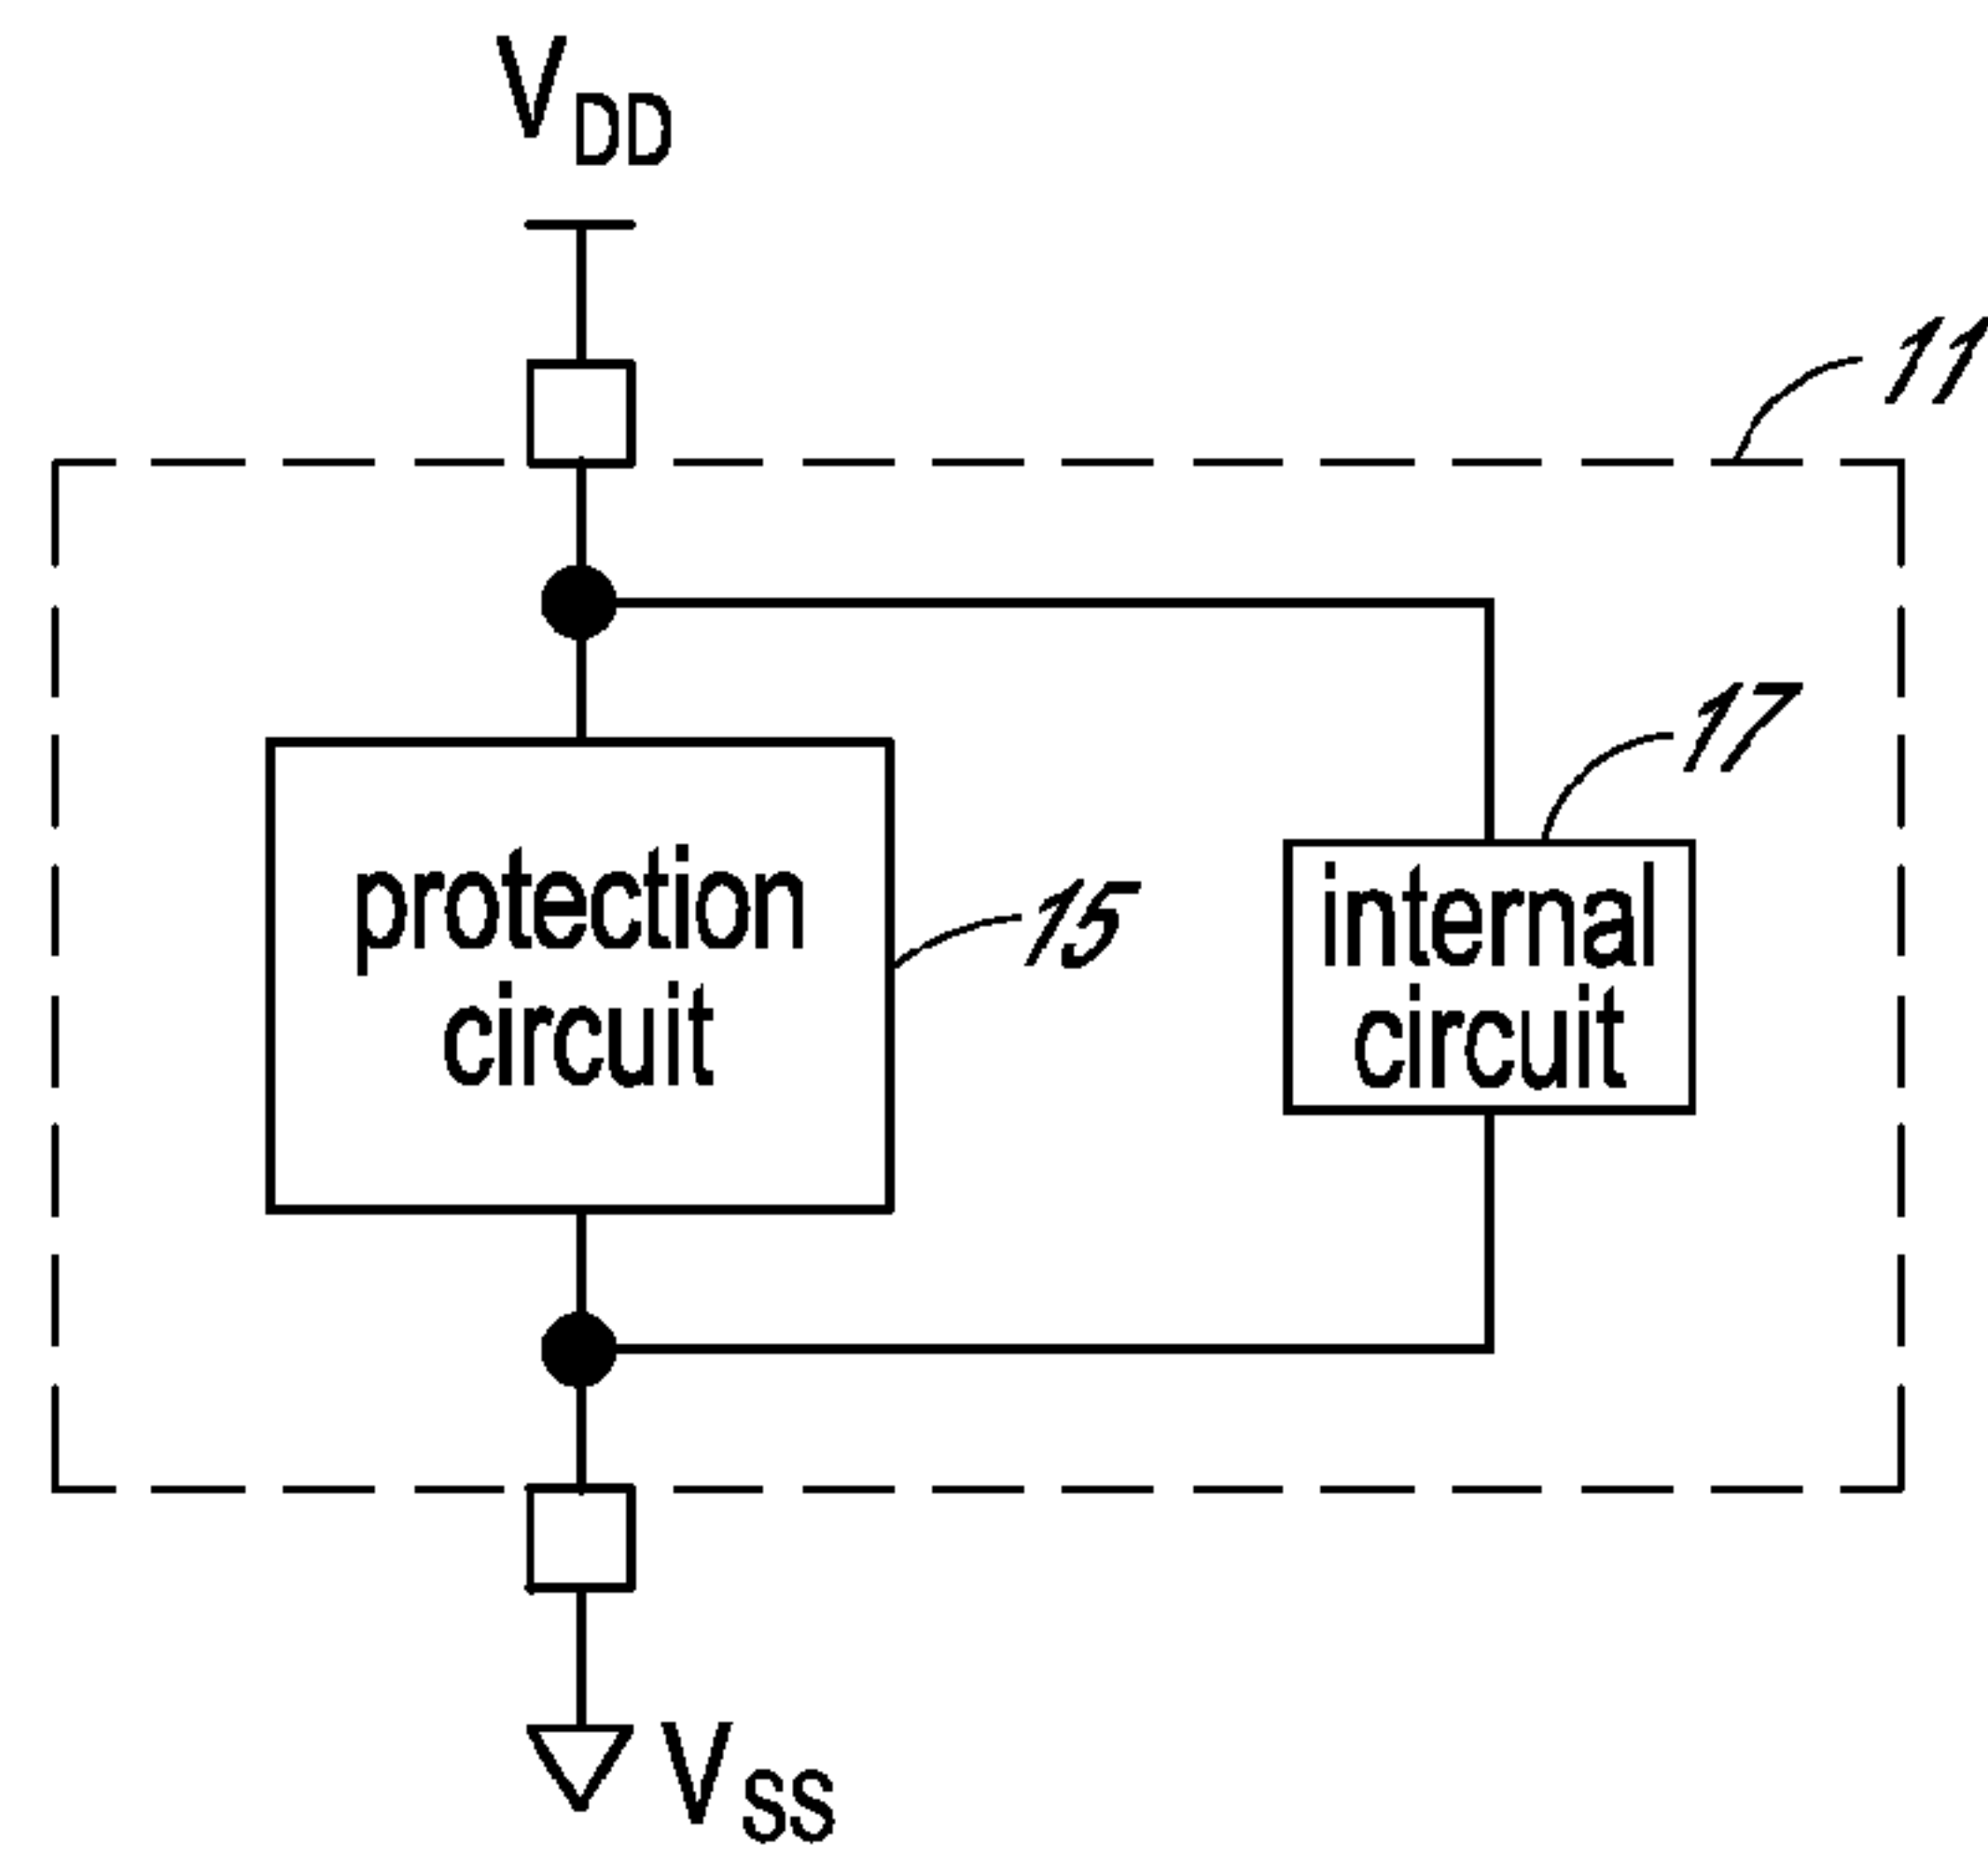 VDD
11
17
protection
circuit
15
internal
circuit
VSS